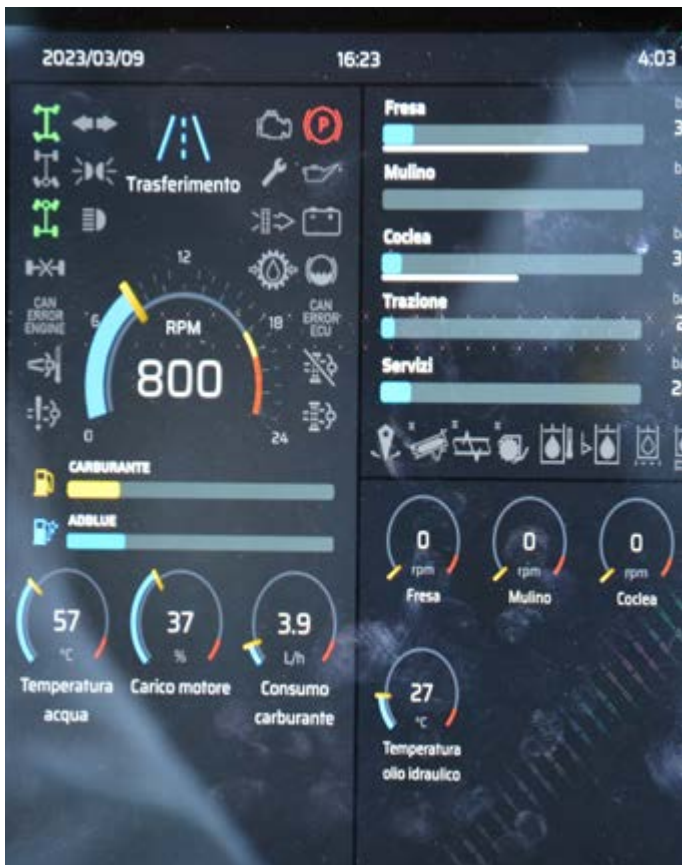 2023/03/09 16:23 4:03
Trasferimento
CAN
ERROR
ENGINE
CAN
ERROR
ECU
0
6
12
18
24
RPM
800
CARBURANTE
ADBLUE
57
°C
Temperatura
acqua
37
%
Carico motore
3.9
L/h
Consumo
carburante
Fresa
Mulino
Coclea
Trazione
Servizi
0
rpm
Fresa
0
rpm
Mulino
0
rpm
Coclea
27
°C
Temperatura
olio idraulico